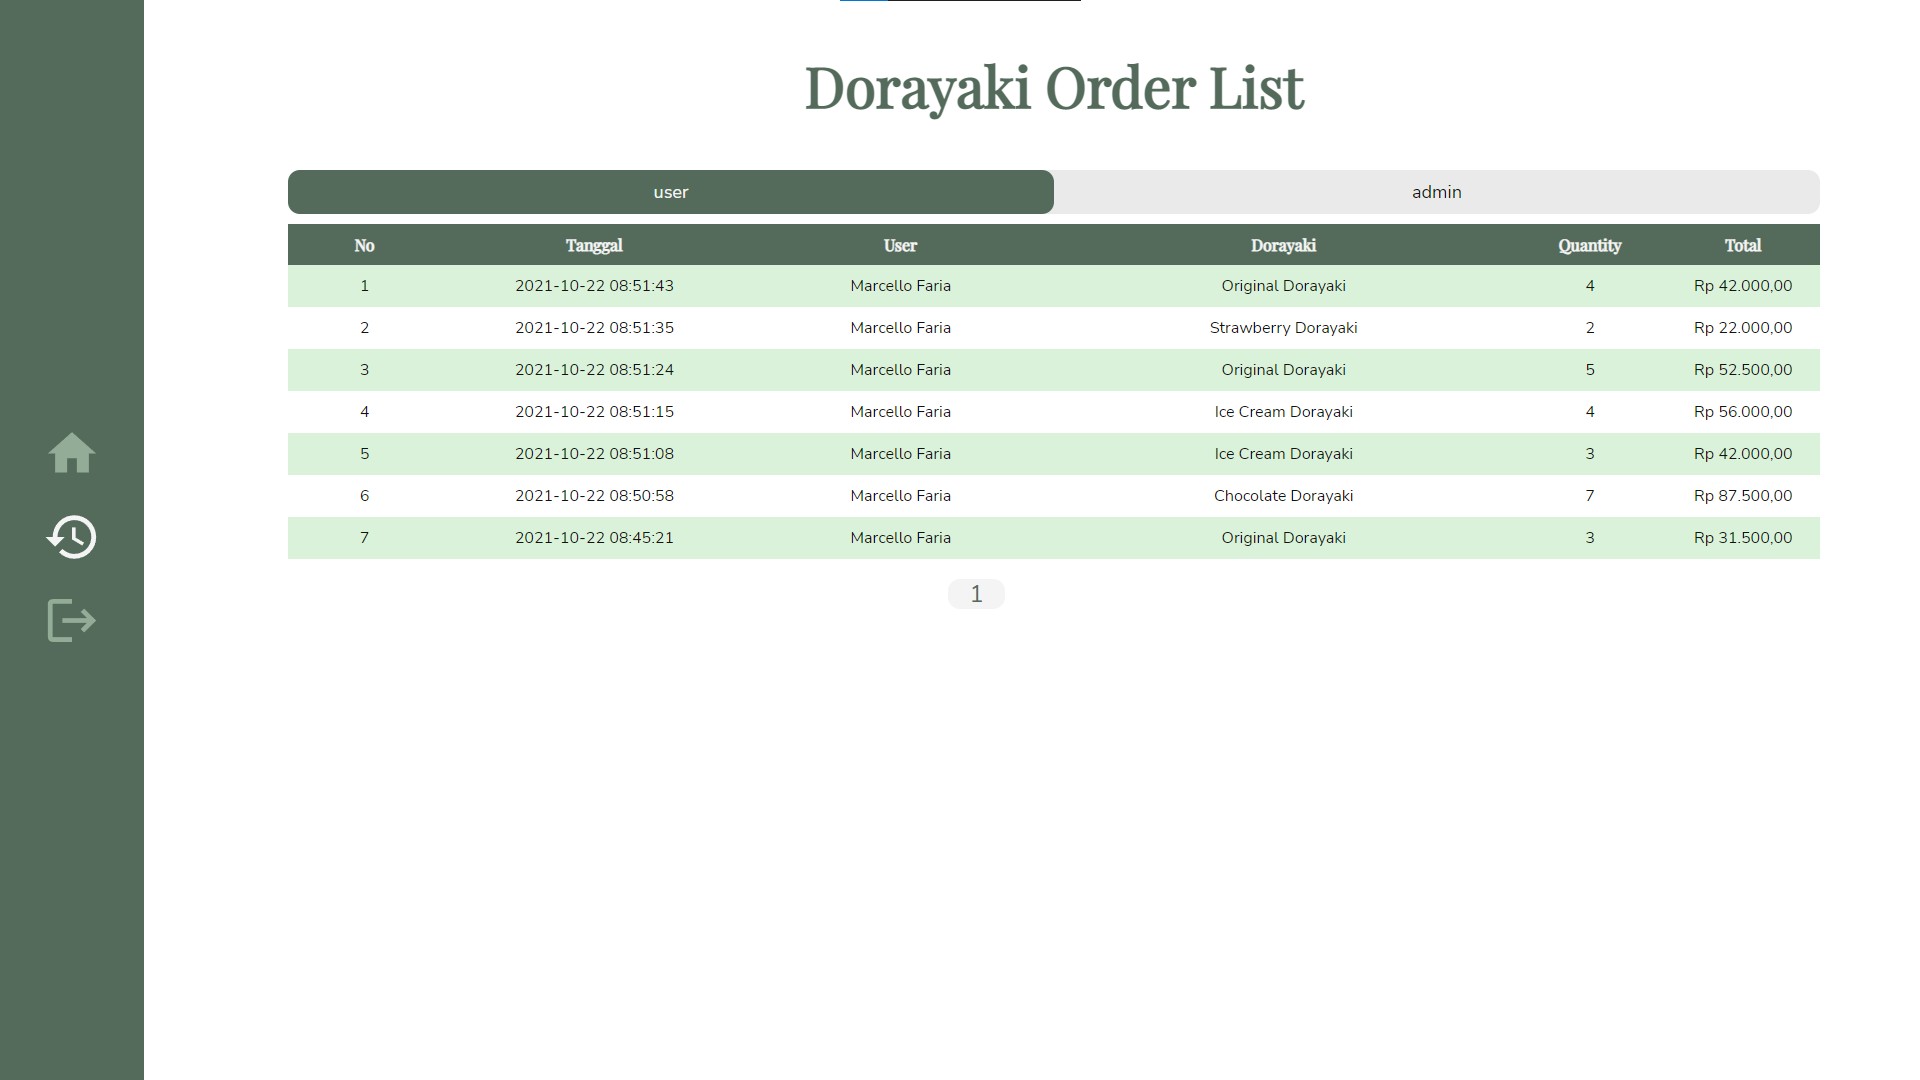 Dorayaki Order List
user admin
No Tanggal User Dorayaki Quantity Total
1 2021-10-22 08:51:43 Marcello Faria Original Dorayaki 4 Rp 42.000,00
2 2021-10-22 08:51:35 Marcello Faria Strawberry Dorayaki 2 Rp 22.000,00
3 2021-10-22 08:51:24 Marcello Faria Original Dorayaki 5 Rp 52.500,00
4 2021-10-22 08:51:15 Marcello Faria Ice Cream Dorayaki 4 Rp 56.000,00
5 2021-10-22 08:51:08 Marcello Faria Ice Cream Dorayaki 3 Rp 42.000,00
6 2021-10-22 08:50:58 Marcello Faria Chocolate Dorayaki 7 Rp 87.500,00
7 2021-10-22 08:45:21 Marcello Faria Original Dorayaki 3 Rp 31.500,00
1